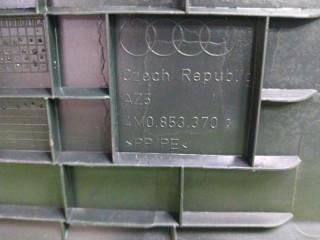 Czech Republic
AZ3
4M0.853.370
>PP/PE<